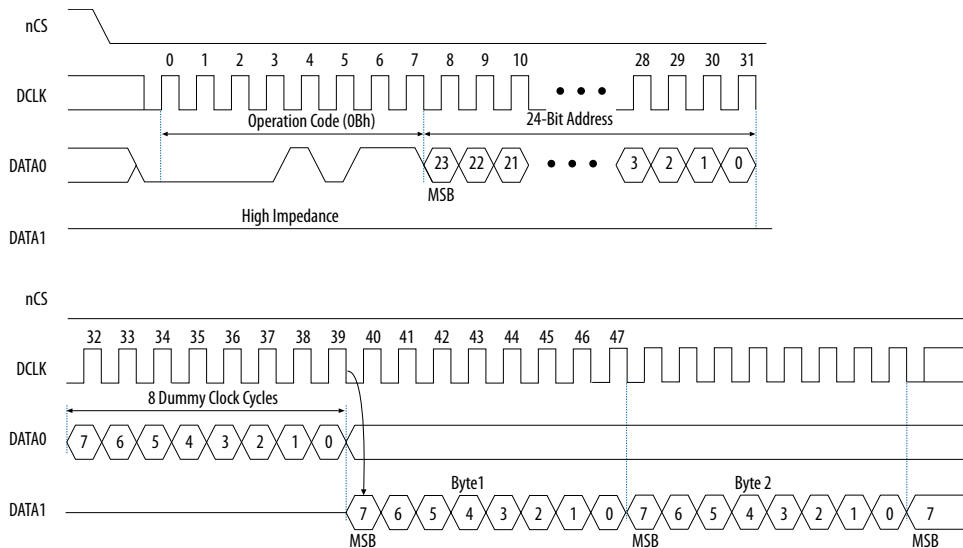 nCS
0 1 2 3 4 5 6 7 8 9 10 28 29 30 31
DCLK
Operation Code (0Bh) 24-Bit Address
DATA0 23 22 21 3 2 1 0
MSB
High Impedance
DATA1
nCS
32 33 34 35 36 37 38 39 40 41 42 43 44 45 46 47
DCLK
8 Dummy Clock Cycles
DATA0 7 6 5 4 3 2 1 0
Byte1 Byte 2
DATA1 7 6 5 4 3 2 1 0 7 6 5 4 3 2 1 0 7
MSB MSB MSB